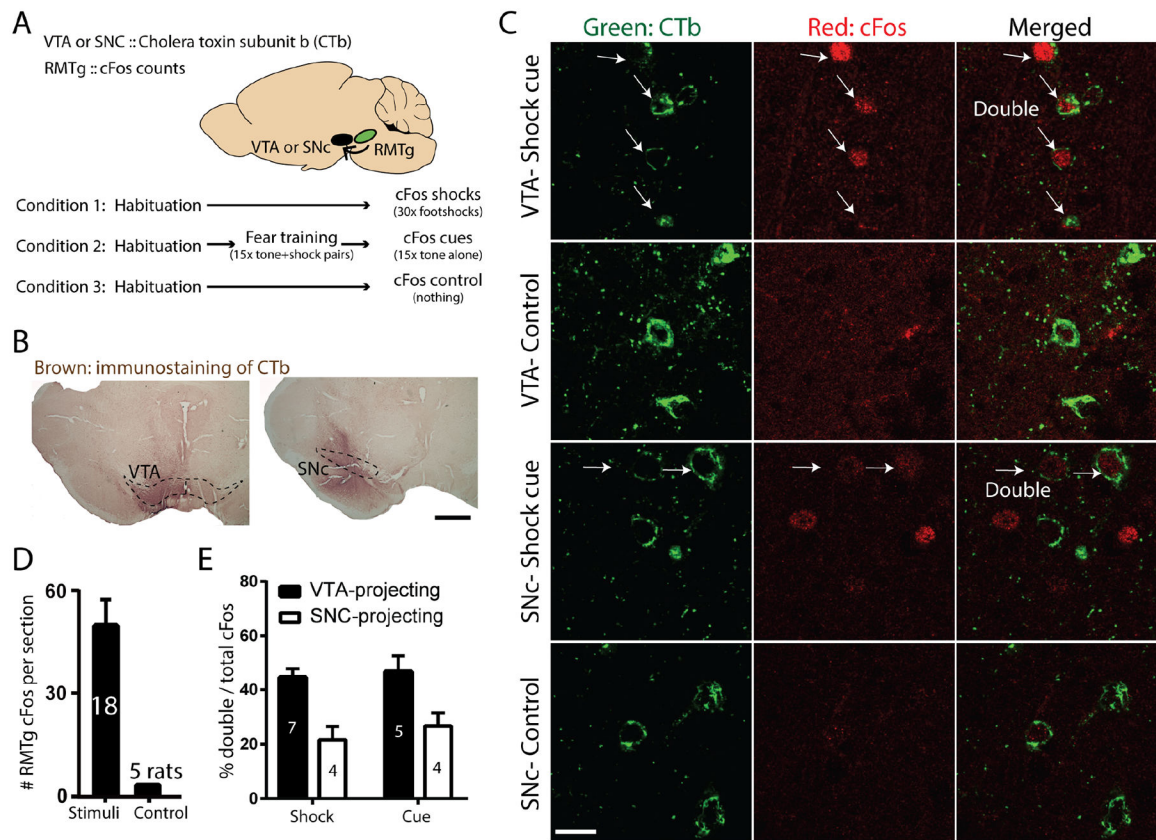 A
VTA or SNC :: Cholera toxin subunit b (CTb)
RMTg :: cFos counts
VTA or SNc
RMTg
Condition 1: Habituation
cFos shocks
(30x footshocks)
Condition 2: Habituation
Fear training
(15x tone+shock pairs)
cFos cues
(15x tone alone)
Condition 3: Habituation
cFos control
(nothing)
B
Brown: immunostaining of CTb
VTA
SNc
C
Green: CTb
Red: cFos
Merged
VTA- Shock cue
Double
VTA- Control
SNc- Shock cue
Double
SNc- Control
D
# RMTg cFos per section
60
30
0
18
5 rats
Stimuli
Control
E
% double / total cFos
80
60
40
20
0
VTA-projecting
SNC-projecting
7
4
5
4
Shock
Cue